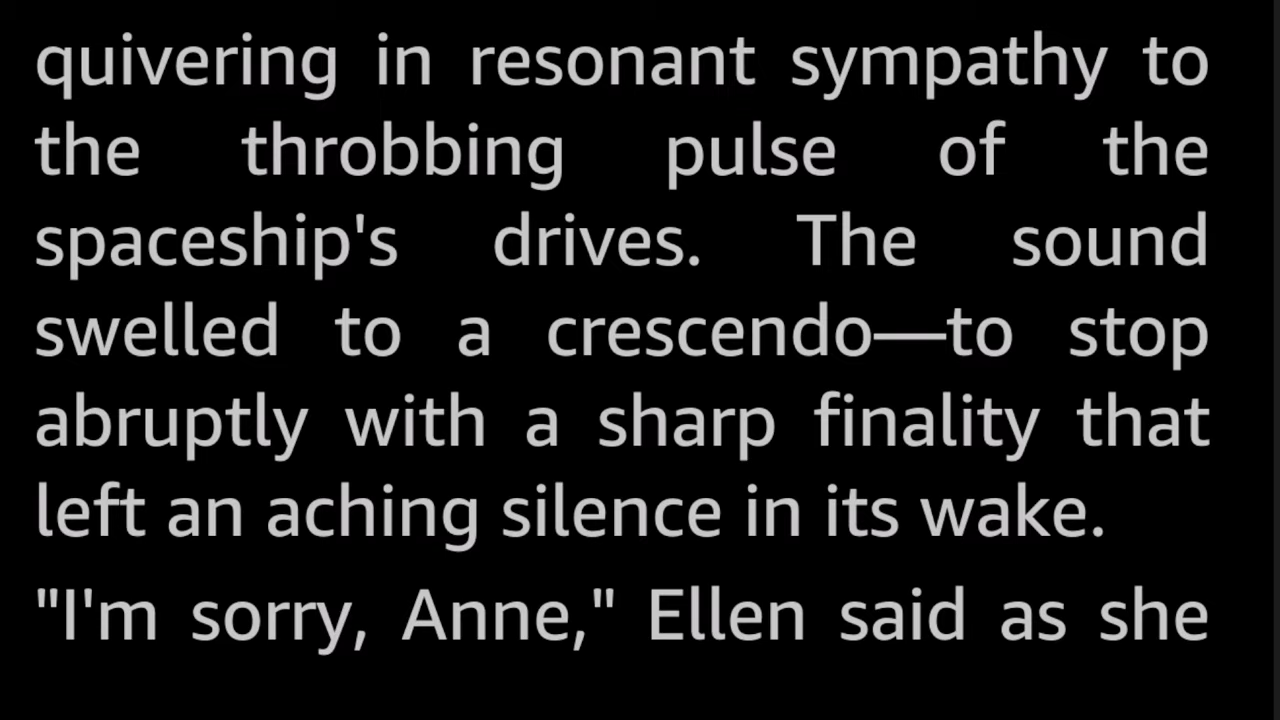 quivering in resonant sympathy to
the throbbing pulse of the
spaceship's drives. The sound
swelled to a crescendo—to stop
abruptly with a sharp finality that
left an aching silence in its wake.
"I'm sorry, Anne," Ellen said as she